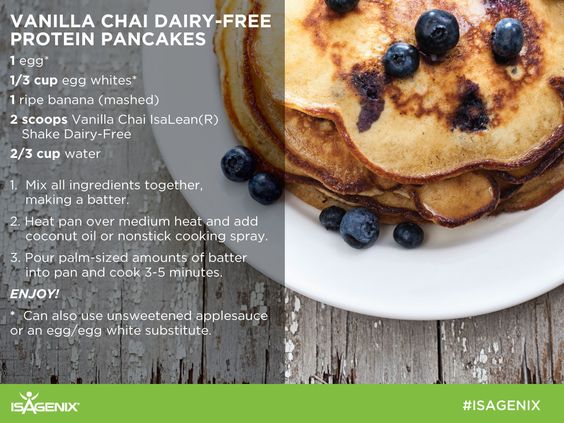 VANILLA CHAI DAIRY-FREE
PROTEIN PANCAKES
1 egg*
1/3 cup egg whites*
1 ripe banana (mashed)
2 scoops Vanilla Chai IsaLean(R)
Shake Dairy-Free
2/3 cup water
1. Mix all ingredients together,
making a batter.
2. Heat pan over medium heat and add
coconut oil or nonstick cooking spray.
3. Pour palm-sized amounts of batter
into pan and cook 3-5 minutes.
ENJOY!
* Can also use unsweetened applesauce
or an egg/egg white substitute.
ISAGENIX
#ISAGENIX